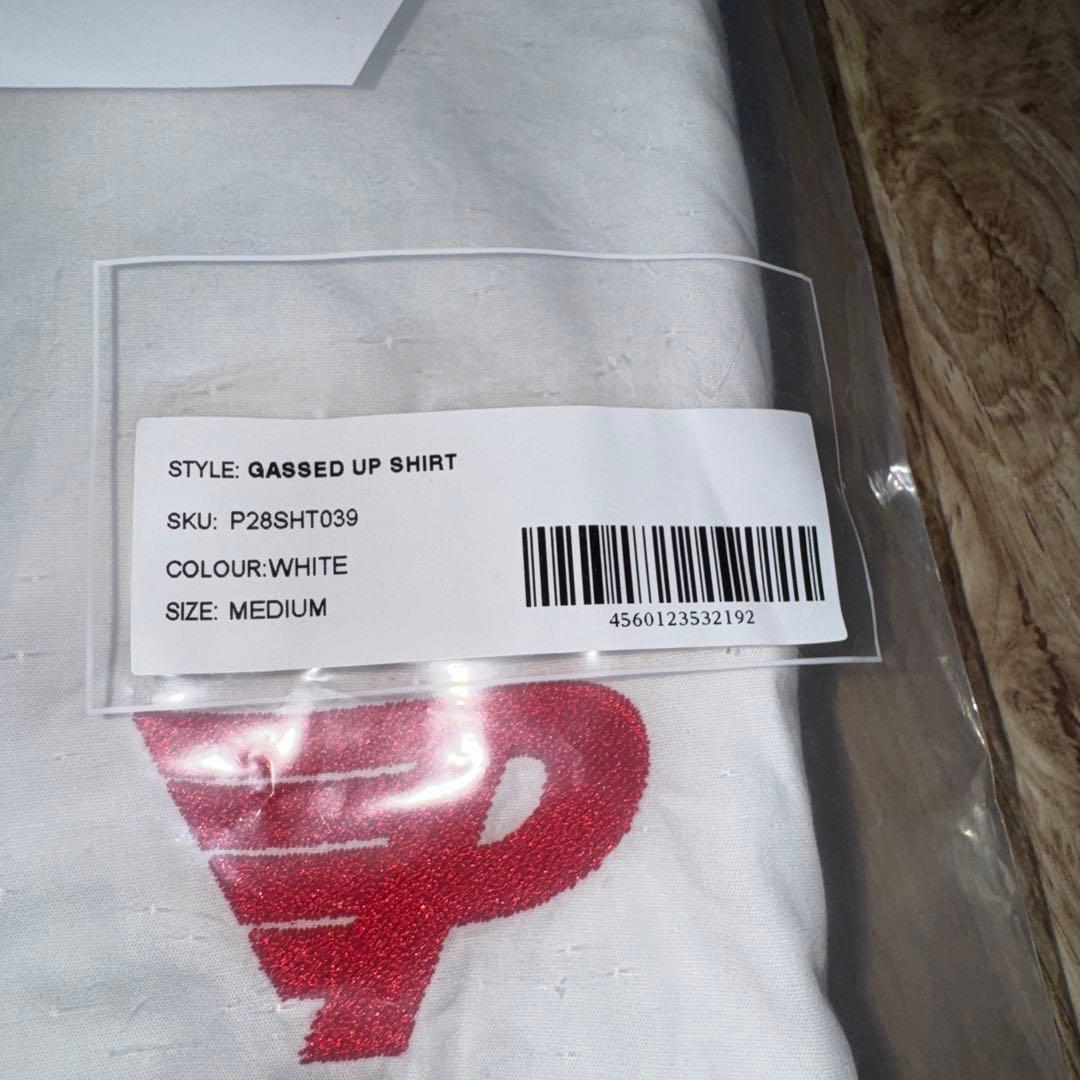 STYLE: GASSED UP SHIRT
SKU: P28SHT039
COLOUR:WHITE
SIZE: MEDIUM
4560123532192